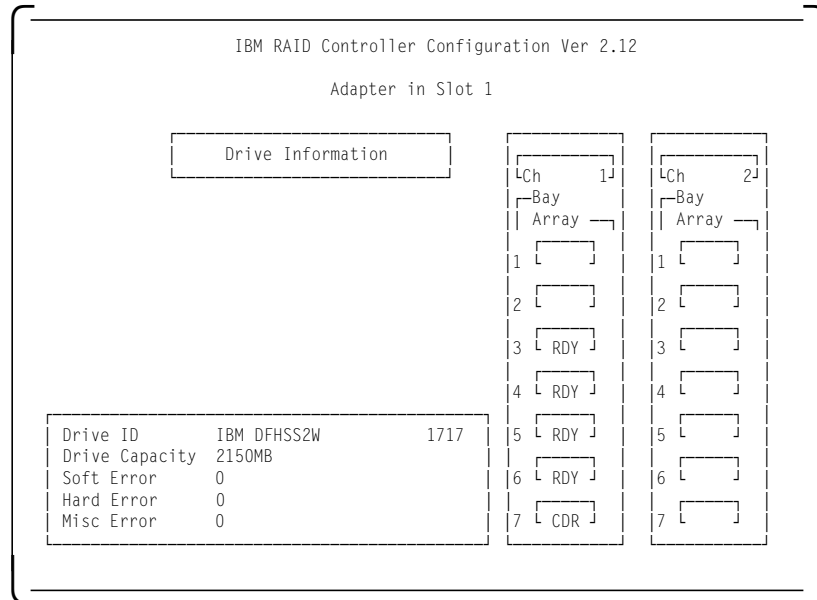 IBM RAID Controller Configuration Ver 2.12
Adapter in Slot 1
Drive Information
Ch 1
Bay
Array
1
2
3 RDY
4 RDY
5 RDY
6 RDY
7 CDR
Ch 2
Bay
Array
1
2
3
4
5
6
7
Drive ID IBM DFHSS2W 1717
Drive Capacity 2150MB
Soft Error 0
Hard Error 0
Misc Error 0